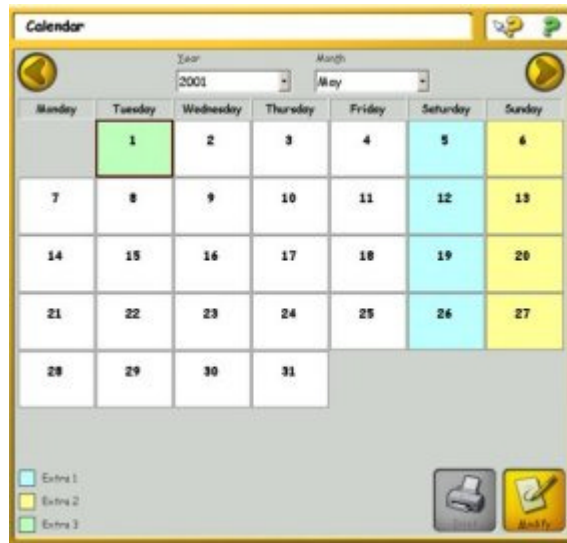 Calendar
Year Month
2001 May
Monday Tuesday Wednesday Thursday Friday Saturday Sunday
1 2 3 4 5 6
7 8 9 10 11 12 13
14 15 16 17 18 19 20
21 22 23 24 25 26 27
28 29 30 31
Extra 1
Extra 2
Extra 3
Print Modify